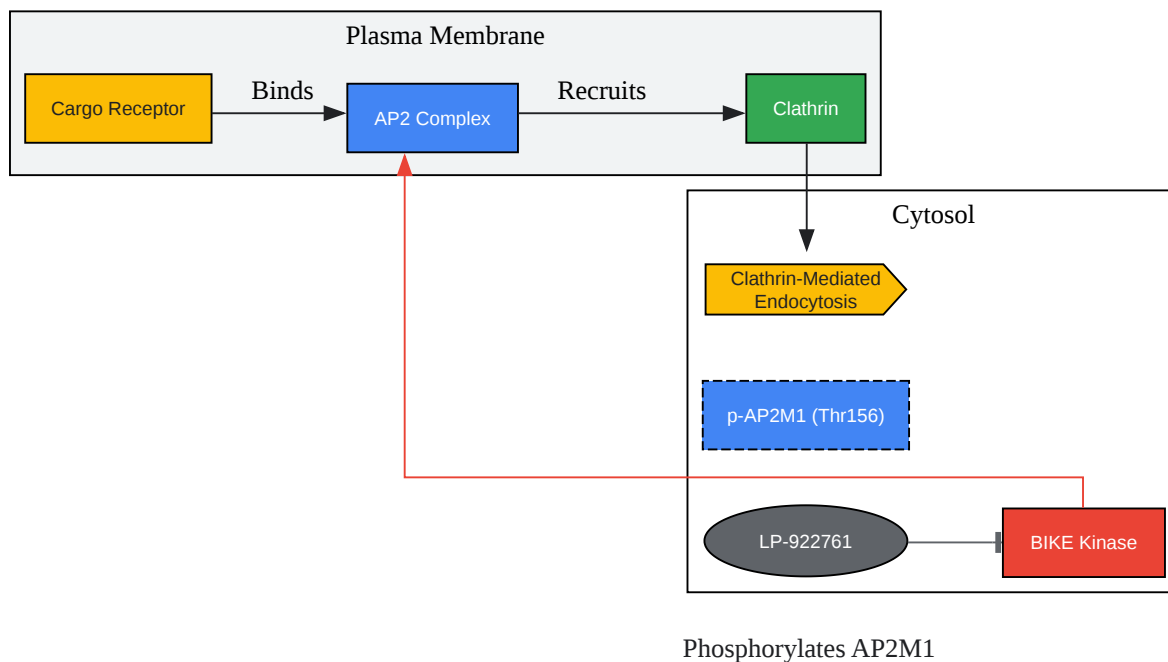 Plasma Membrane
Cargo Receptor
Binds
AP2 Complex
Recruits
Clathrin
Cytosol
Clathrin-Mediated
Endocytosis
p-AP2M1 (Thr156)
LP-922761
BIKE Kinase
Phosphorylates AP2M1